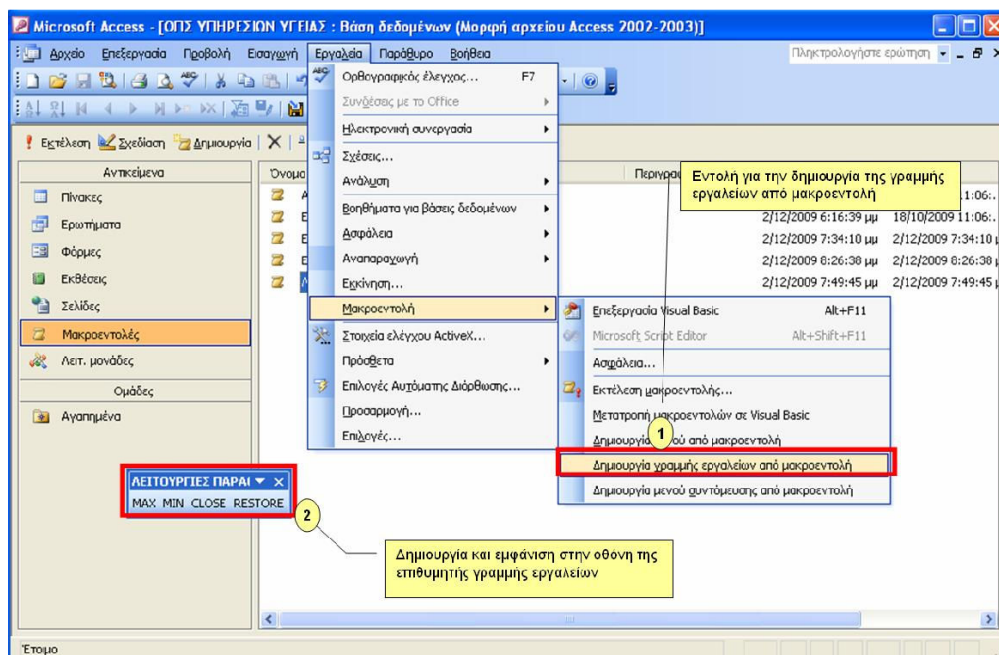 Microsoft Access - [ΟΠΣ ΥΠΗΡΕΣΙΩΝ ΥΓΕΙΑΣ : Βάση δεδομένων (Μορφή αρχείου Access 2002-2003)]
Αρχείο Επεξεργασία Προβολή Εισαγωγή Εργαλεία Παράθυρο Βοήθεια Πληκτρολογήστε ερώτηση
Εκτέλεση Σχεδίαση Δημιουργία
Αντικείμενα
Πίνακες
Ερωτήματα
Φόρμες
Εκθέσεις
Σελίδες
Μακροεντολές
Λειτ. μονάδες
Ομάδες
Αγαπημένα
Ορθογραφικός έλεγχος... F7
Συνδέσεις με το Office
Ηλεκτρονική συνεργασία
Σχέσεις...
Ανάλυση
Βοηθήματα για βάσεις δεδομένων
Ασφάλεια
Αναπαραγωγή
Εκκίνηση...
Μακροεντολή
Στοιχεία ελέγχου ActiveX...
Πρόσθετα
Επιλογές Αυτόματης Διόρθωσης...
Προσαρμογή...
Επιλογές...
Εντολή για την δημιουργία της γραμμής
εργαλείων από μακροεντολή
2/12/2009 6:16:39 μμ 18/10/2009 11:06:.
2/12/2009 7:34:10 μμ 2/12/2009 7:34:10 μ
2/12/2009 8:26:38 μμ 2/12/2009 8:26:38 μ
2/12/2009 7:49:45 μμ 2/12/2009 7:49:45 μ
Επεξεργασία Visual Basic Alt+F11
Microsoft Script Editor Alt+Shift+F11
Ασφάλεια...
Εκτέλεση μακροεντολής...
Μετατροπή μακροεντολών σε Visual Basic
Δημιουργία από μακροεντολή
1
Δημιουργία γραμμής εργαλείων από μακροεντολή
Δημιουργία μενού συντόμευσης από μακροεντολή
ΛΕΙΤΟΥΡΓΙΕΣ ΠΑΡΑΙ
MAX MIN CLOSE RESTORE
2
Δημιουργία και εμφάνιση στην οθόνη της
επιθυμητής γραμμής εργαλείων
Έτοιμο